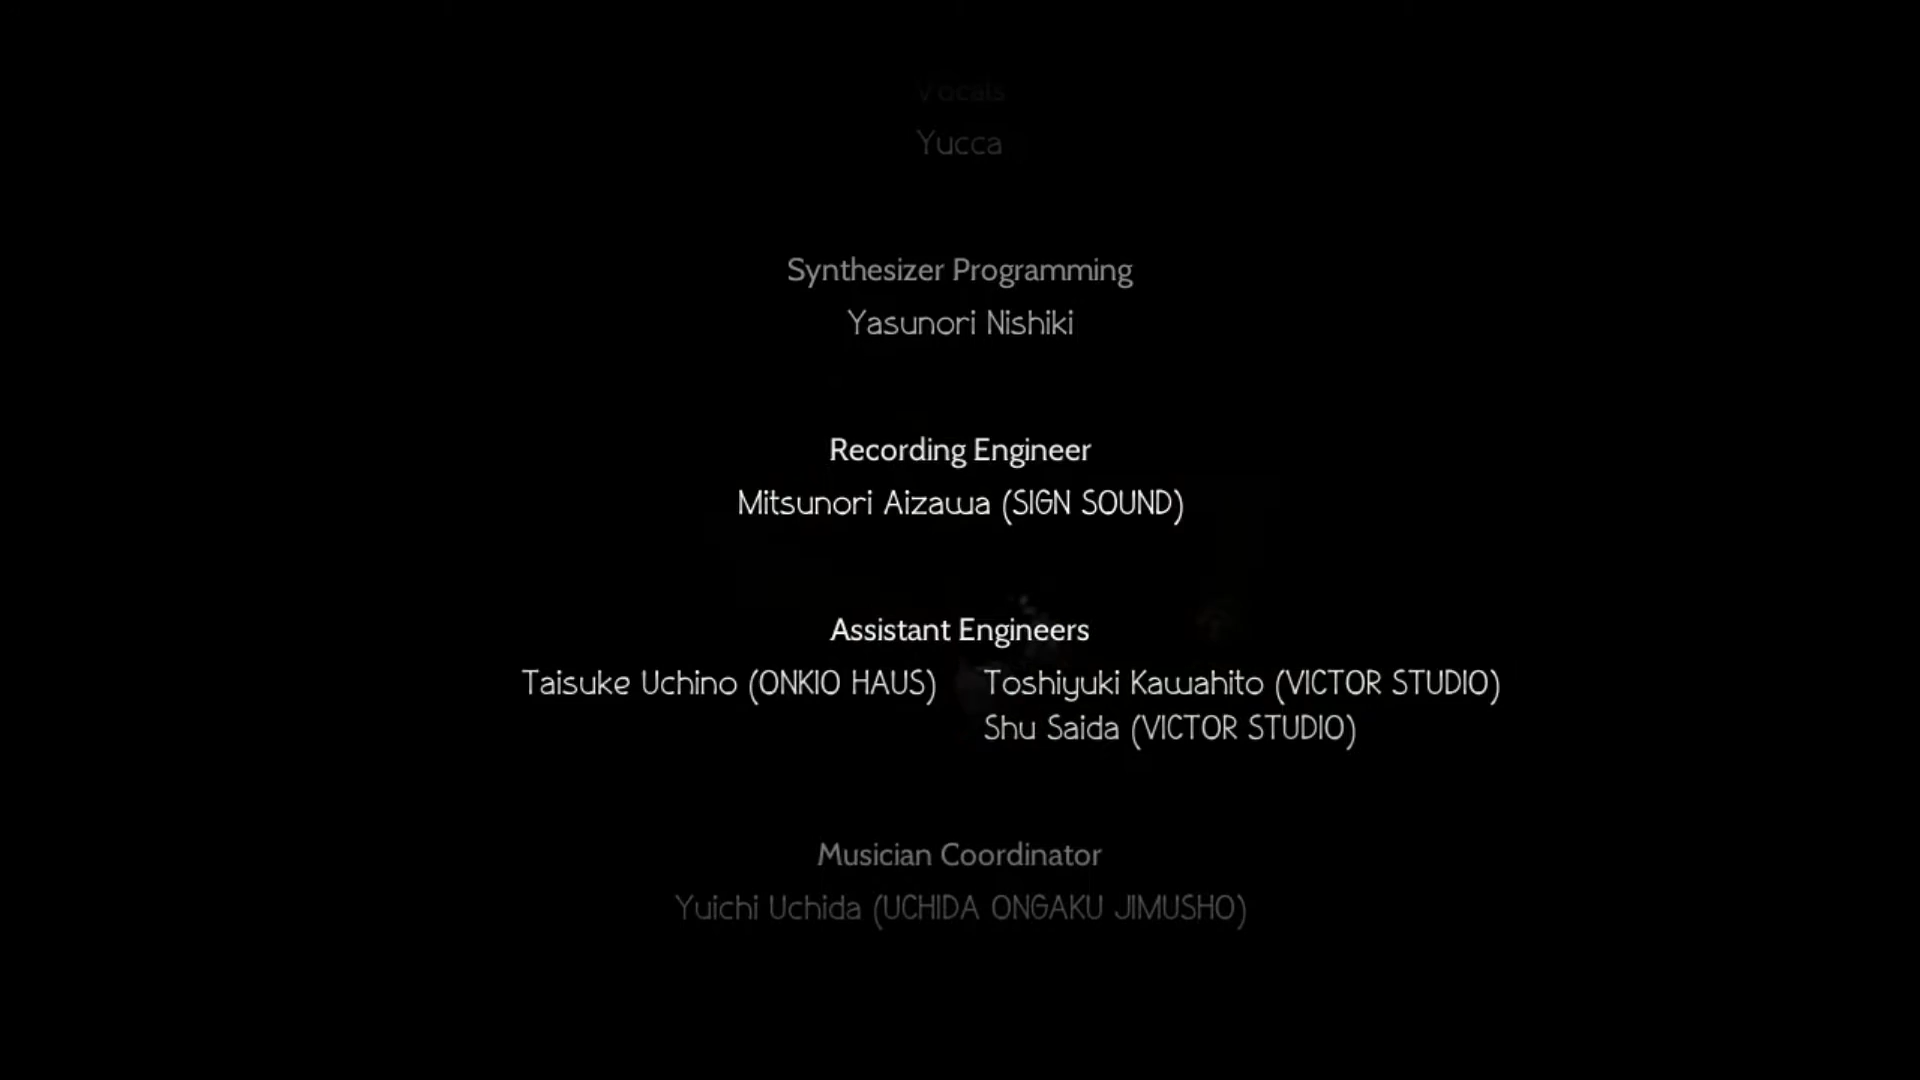 Vocals
Yucca
Synthesizer Programming
Yasunori Nishiki
Recording Engineer
Mitsunori Aizawa (SIGN SOUND)
Assistant Engineers
Taisuke Uchino (ONKIO HAUS) Toshiyuki Kawahito (VICTOR STUDIO)
Shu Saida (VICTOR STUDIO)
Musician Coordinator
Yuichi Uchida (UCHIDA ONGAKU JIMUSHO)